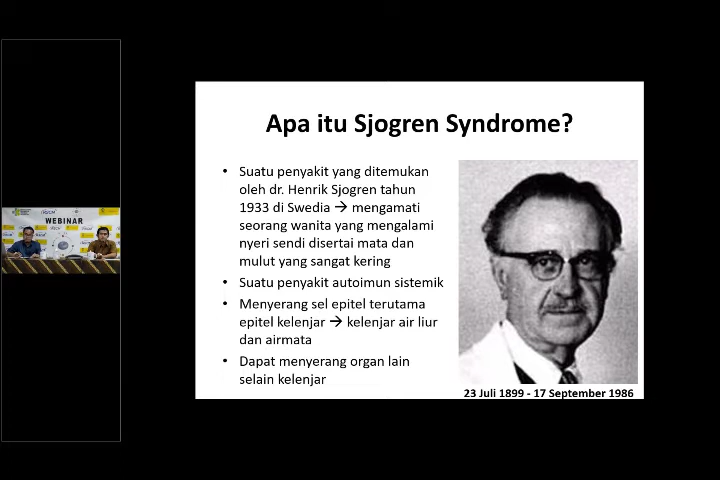 WEBINAR
Apa itu Sjogren Syndrome?
• Suatu penyakit yang ditemukan
oleh dr. Henrik Sjogren tahun
1933 di Swedia → mengamati
seorang wanita yang mengalami
nyeri sendi disertai mata dan
mulut yang sangat kering
• Suatu penyakit autoimun sistemik
• Menyerang sel epitel terutama
epitel kelenjar → kelenjar air liur
dan airmata
• Dapat menyerang organ lain
selain kelenjar
23 Juli 1899 - 17 September 1986